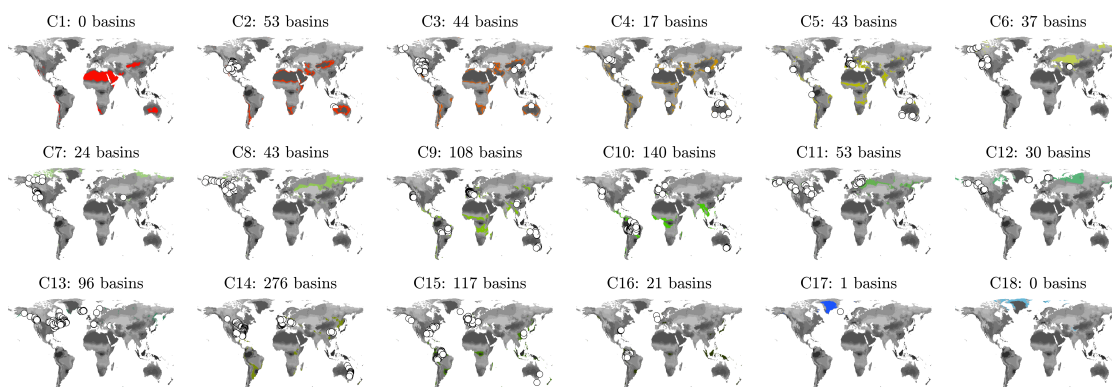 C1: 0 basins
C2: 53 basins
C3: 44 basins
C4: 17 basins
C5: 43 basins
C6: 37 basins
C7: 24 basins
C8: 43 basins
C9: 108 basins
C10: 140 basins
C11: 53 basins
C12: 30 basins
C13: 96 basins
C14: 276 basins
C15: 117 basins
C16: 21 basins
C17: 1 basins
C18: 0 basins